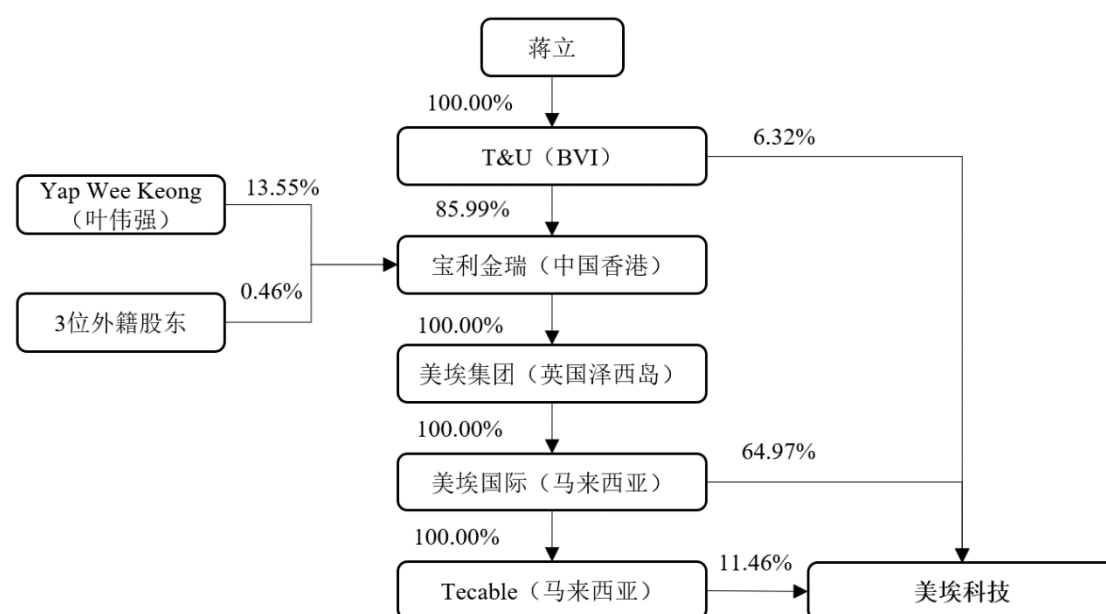 蒋立
100.00%
T&U（BVI）
6.32%
Yap Wee Keong
（叶伟强）
13.55%
85.99%
宝利金瑞（中国香港）
3位外籍股东
0.46%
100.00%
美埃集团（英国泽西岛）
100.00%
美埃国际（马来西亚）
64.97%
100.00%
Tecable（马来西亚）
11.46%
美埃科技